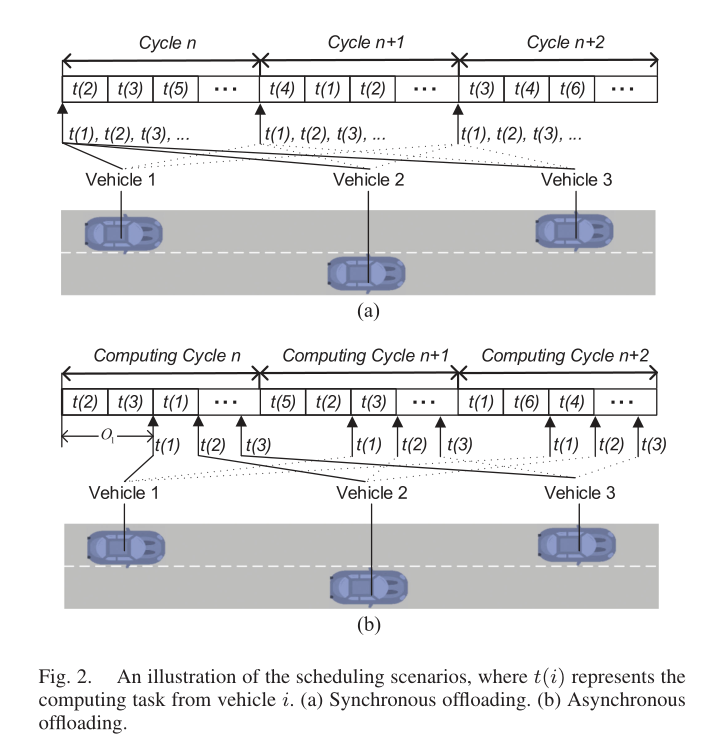 Cycle n Cycle n+1 Cycle n+2
t(2) t(3) t(5) ··· t(4) t(1) t(2) ··· t(3) t(4) t(6) ···
t(1), t(2), t(3), ... t(1), t(2), t(3), ... t(1), t(2), t(3), ...
Vehicle 1 Vehicle 2 Vehicle 3
(a)
Computing Cycle n Computing Cycle n+1 Computing Cycle n+2
t(2) t(3) t(1) ··· t(5) t(2) t(3) ··· t(1) t(6) t(4) ···
O₁ t(1) t(2) t(3) t(1) t(2) t(3) t(1) t(2) t(3)
Vehicle 1 Vehicle 2 Vehicle 3
(b)
Fig. 2. An illustration of the scheduling scenarios, where t(i) represents the
computing task from vehicle i. (a) Synchronous offloading. (b) Asynchronous
offloading.